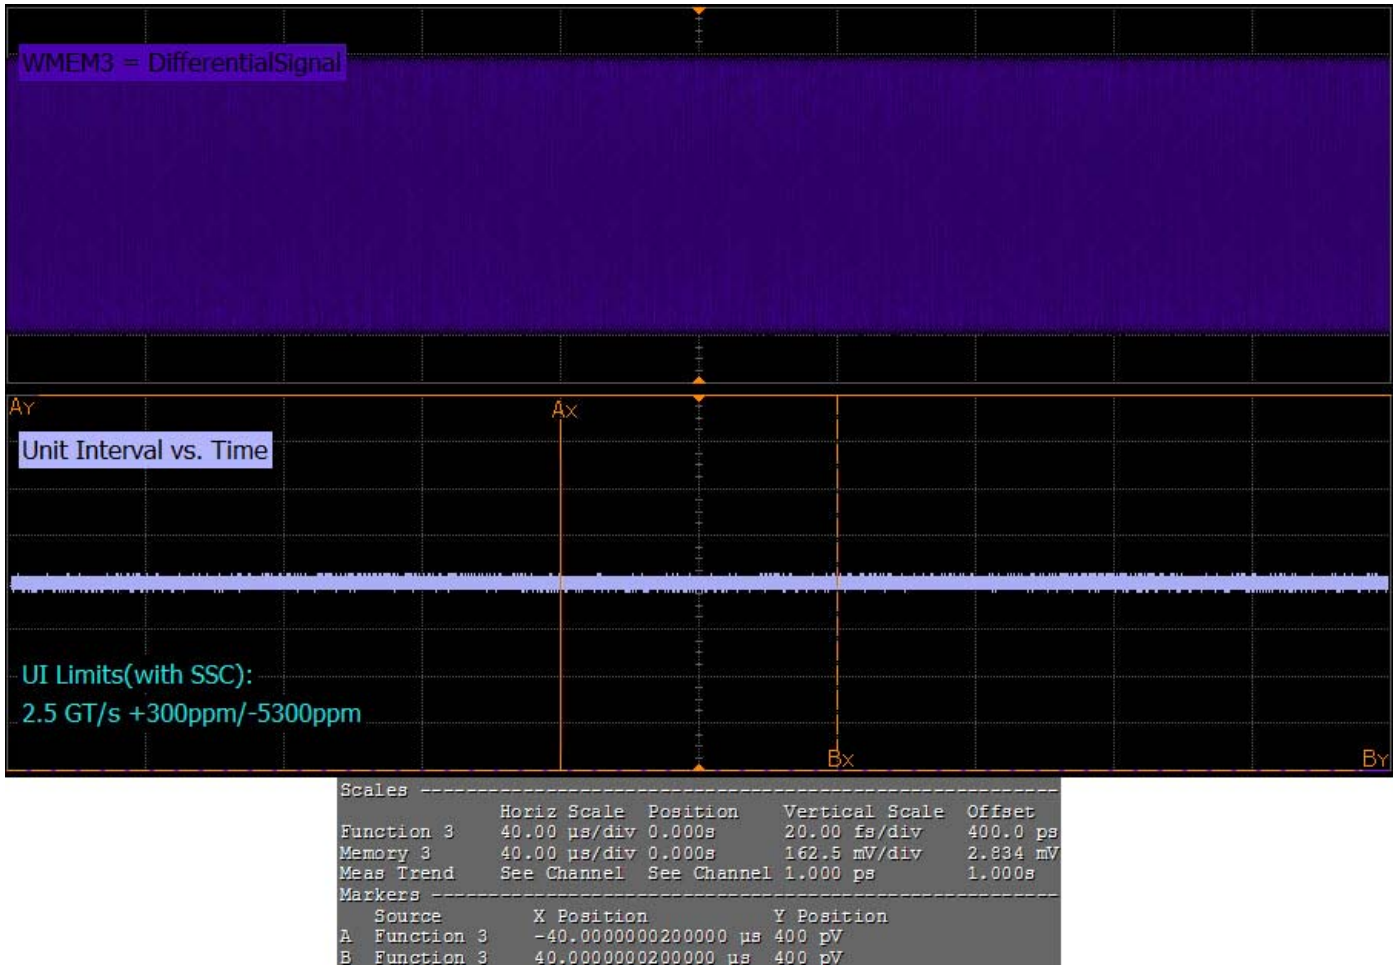 WMEM3 = DifferentialSignal
AY
AX
Unit Interval vs. Time
UI Limits(with SSC):
2.5 GT/s +300ppm/-5300ppm
BX
BY
Scales
Horiz Scale Position Vertical Scale Offset
Function 3 40.00 µs/div 0.000s 20.00 fs/div 400.0 ps
Memory 3 40.00 µs/div 0.000s 162.5 mV/div 2.834 mV
Meas Trend See Channel See Channel 1.000 ps 1.000s
Markers
Source X Position Y Position
A Function 3 -40.0000000200000 µs 400 pV
B Function 3 40.0000000200000 µs 400 pV